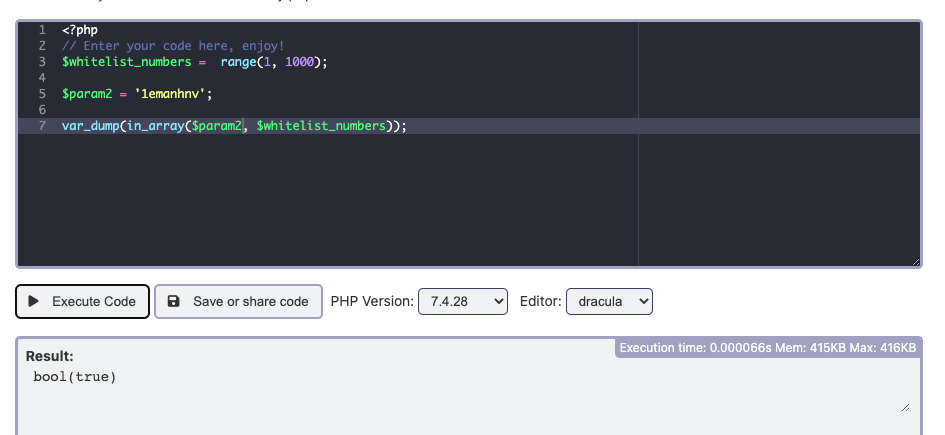 1 <?php
2 // Enter your code here, enjoy!
3 $whitelist_numbers = range(1, 1000);
4
5 $param2 = '1emanhnv';
6
7 var_dump(in_array($param2, $whitelist_numbers));
Execute Code Save or share code PHP Version: 7.4.28 Editor: dracula
Execution time: 0.000066s Mem: 415KB Max: 416KB
Result:
bool(true)